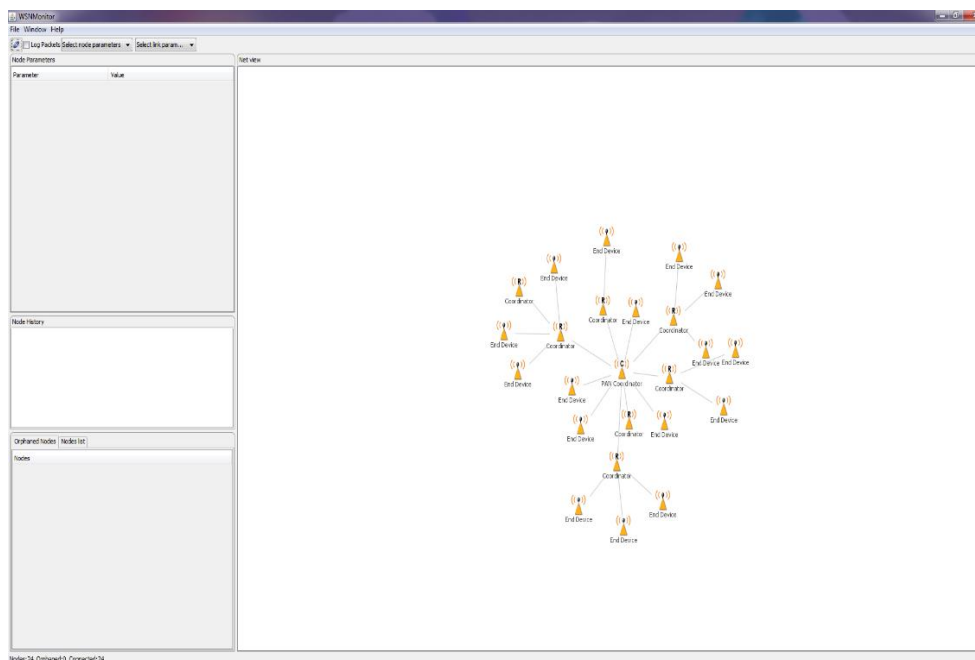 WSNMonitor
File Window Help
Log Packets Select node parameters Select link param...
Node Parameters
Parameter Value
Net view
End Device
End Device
End Device
End Device
Coordinator
Coordinator
End Device
Coordinator
End Device
Coordinator
End Device
End Device
End Device
PAN Coordinator
Coordinator
End Device
End Device
End Device
End Device
Coordinator
End Device
Coordinator
End Device
End Device
End Device
Node History
Orphaned Nodes Nodes list
Nodes
Nodes:24, Orphaned:0, Connected:24